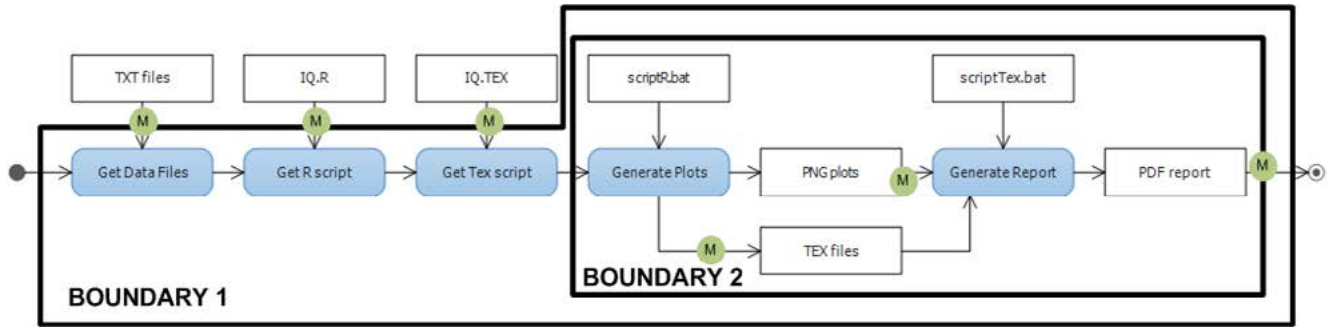 TXT files
IQ.R
IQ.TEX
scriptR.bat
scriptTex.bat
M
M
M
Get Data Files
Get R script
Get Tex script
Generate Plots
PNG plots
M
Generate Report
PDF report
M
M
TEX files
BOUNDARY 2
BOUNDARY 1